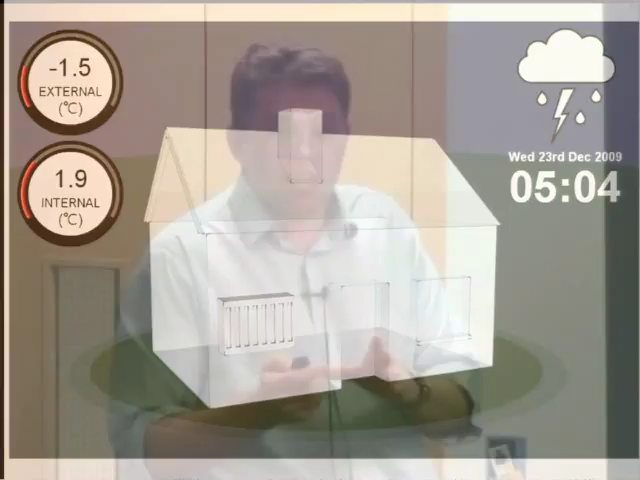 -1.5
EXTERNAL
(°C)
1.9
INTERNAL
(°C)
Wed 23rd Dec 2009
05:04